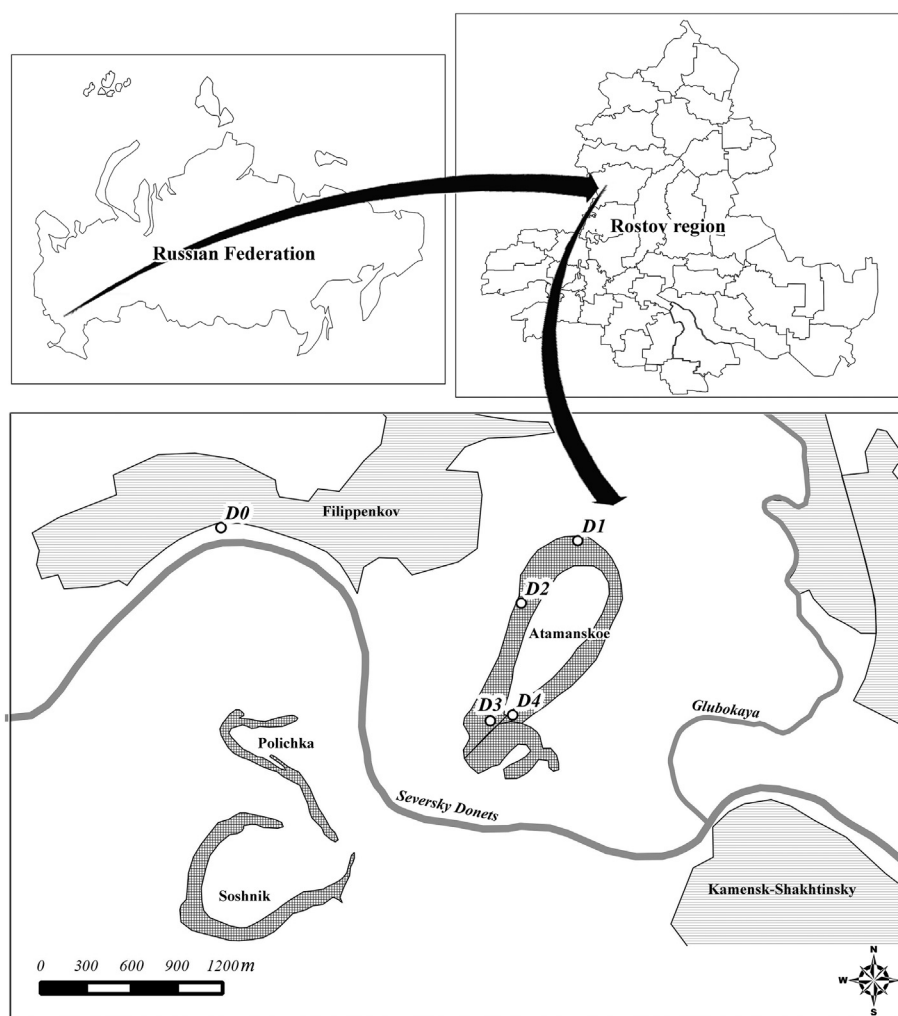 Russian Federation
Rostov region
Filippenkov
D0
D1
D2
Atamanskoe
D3
D4
Glubokaya
Polichka
Seversky Donets
Soshnik
Kamensk-Shakhtinsky
0 300 600 900 1200 m
N
W E
S